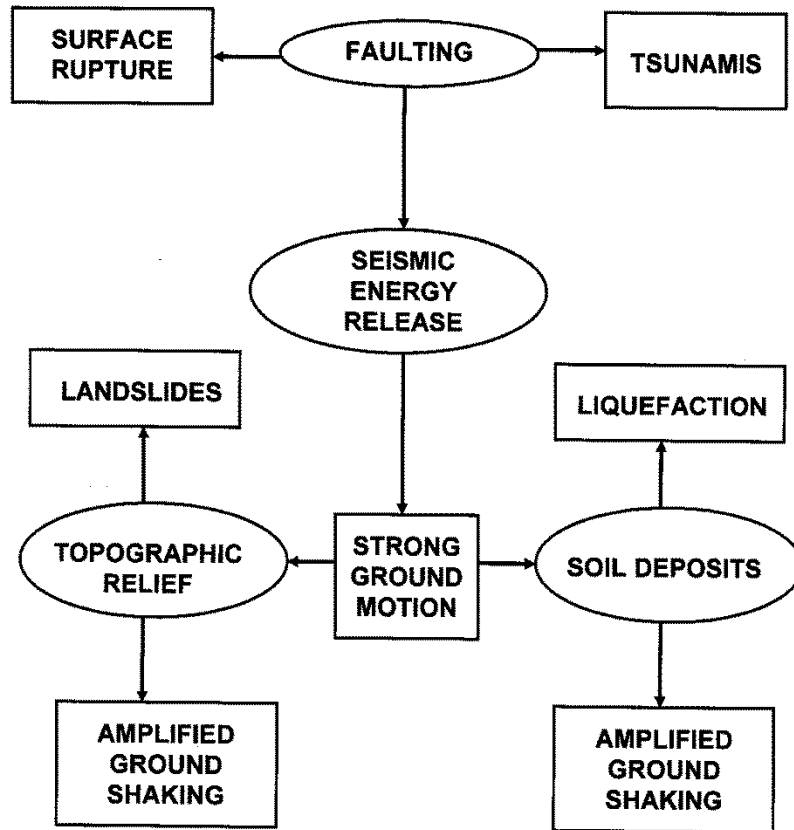 SURFACE
RUPTURE
FAULTING
TSUNAMIS
SEISMIC
ENERGY
RELEASE
LANDSLIDES
LIQUEFACTION
TOPOGRAPHIC
RELIEF
STRONG
GROUND
MOTION
SOIL DEPOSITS
AMPLIFIED
GROUND
SHAKING
AMPLIFIED
GROUND
SHAKING